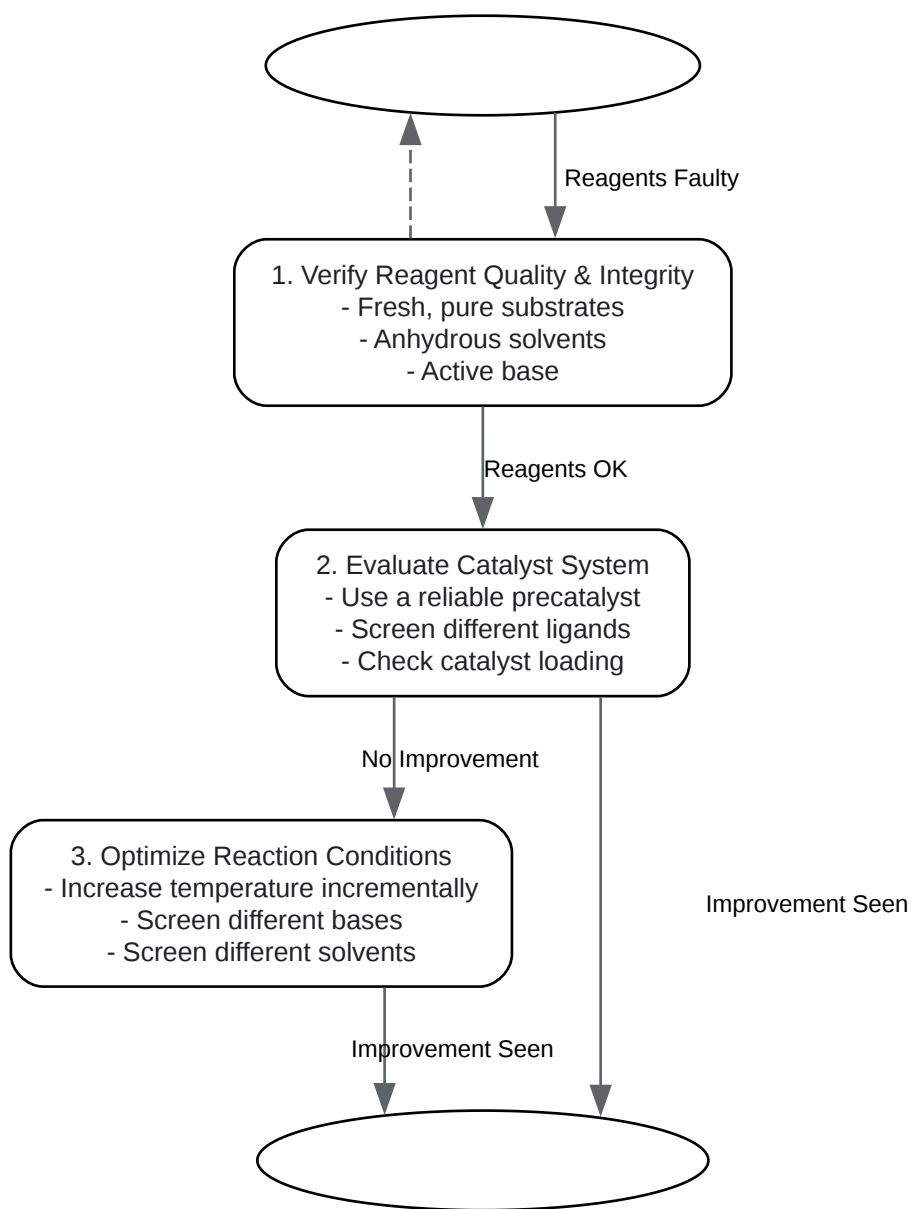 Reagents Faulty
1. Verify Reagent Quality & Integrity
- Fresh, pure substrates
- Anhydrous solvents
- Active base
Reagents OK
2. Evaluate Catalyst System
- Use a reliable precatalyst
- Screen different ligands
- Check catalyst loading
No Improvement
3. Optimize Reaction Conditions
- Increase temperature incrementally
- Screen different bases
- Screen different solvents
Improvement Seen
Improvement Seen